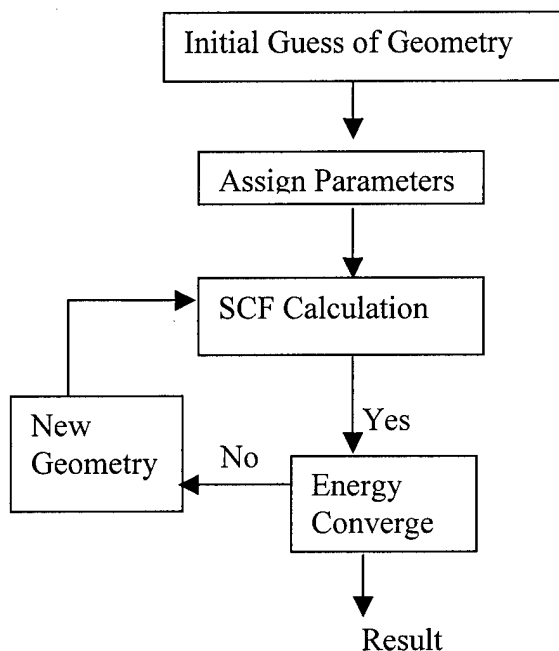 Initial Guess of Geometry
Assign Parameters
SCF Calculation
Yes
New
Geometry
No
Energy
Converge
Result